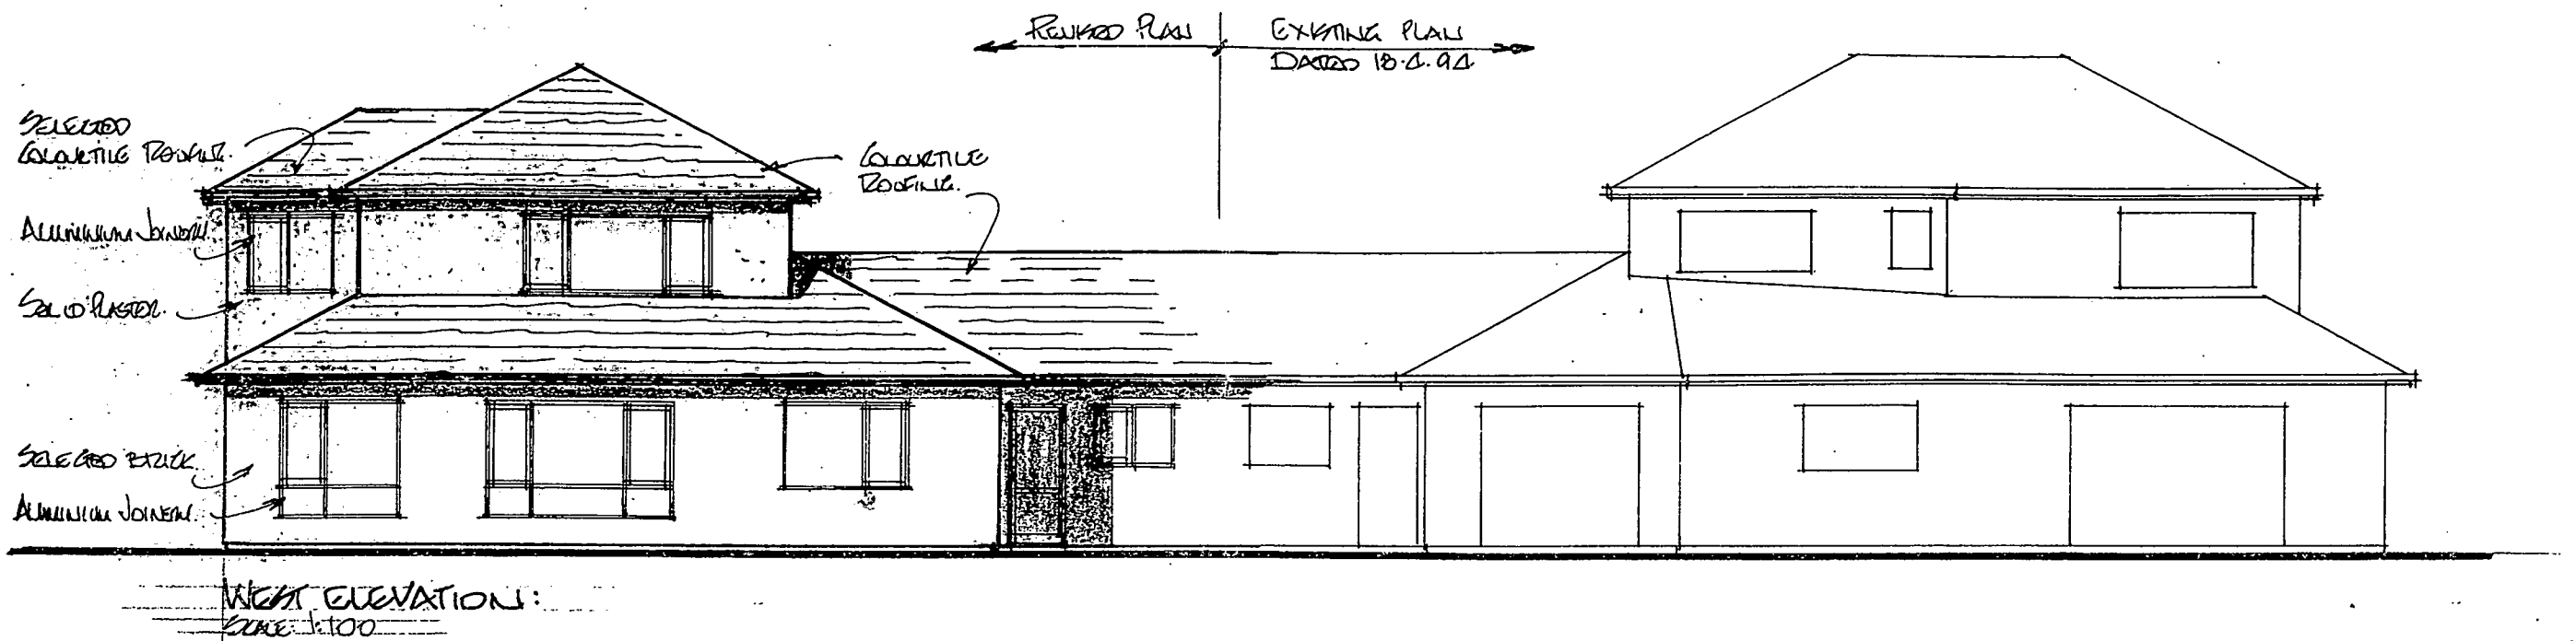 REVISED PLAN
EXISTING PLAN
DATED 18.4.94
SELECTED
COLOURTILE ROOFING.
COLOURTILE
ROOFING.
ALUMINIUM JOINERY.
SOLID PLASTER.
SELECTED BRICK.
ALUMINIUM JOINERY.
WEST ELEVATION:
SCALE 1:100